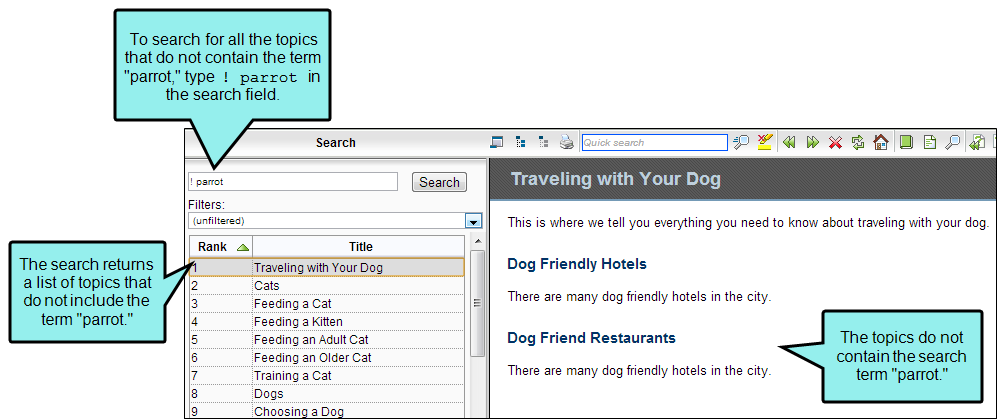 To search for all the topics
that do not contain the term
"parrot," type ! parrot in
the search field.
Search
Quick search
! parrot
Search
Filters:
(unfiltered)
Rank Title
1 Traveling with Your Dog
2 Cats
3 Feeding a Cat
4 Feeding a Kitten
5 Feeding an Adult Cat
6 Feeding an Older Cat
7 Training a Cat
8 Dogs
9 Choosing a Dog
The search returns
a list of topics that
do not include the
term "parrot."
Traveling with Your Dog
This is where we tell you everything you need to know about traveling with your dog.
Dog Friendly Hotels
There are many dog friendly hotels in the city.
Dog Friend Restaurants
There are many dog friendly hotels in the city.
The topics do not
contain the search
term "parrot."